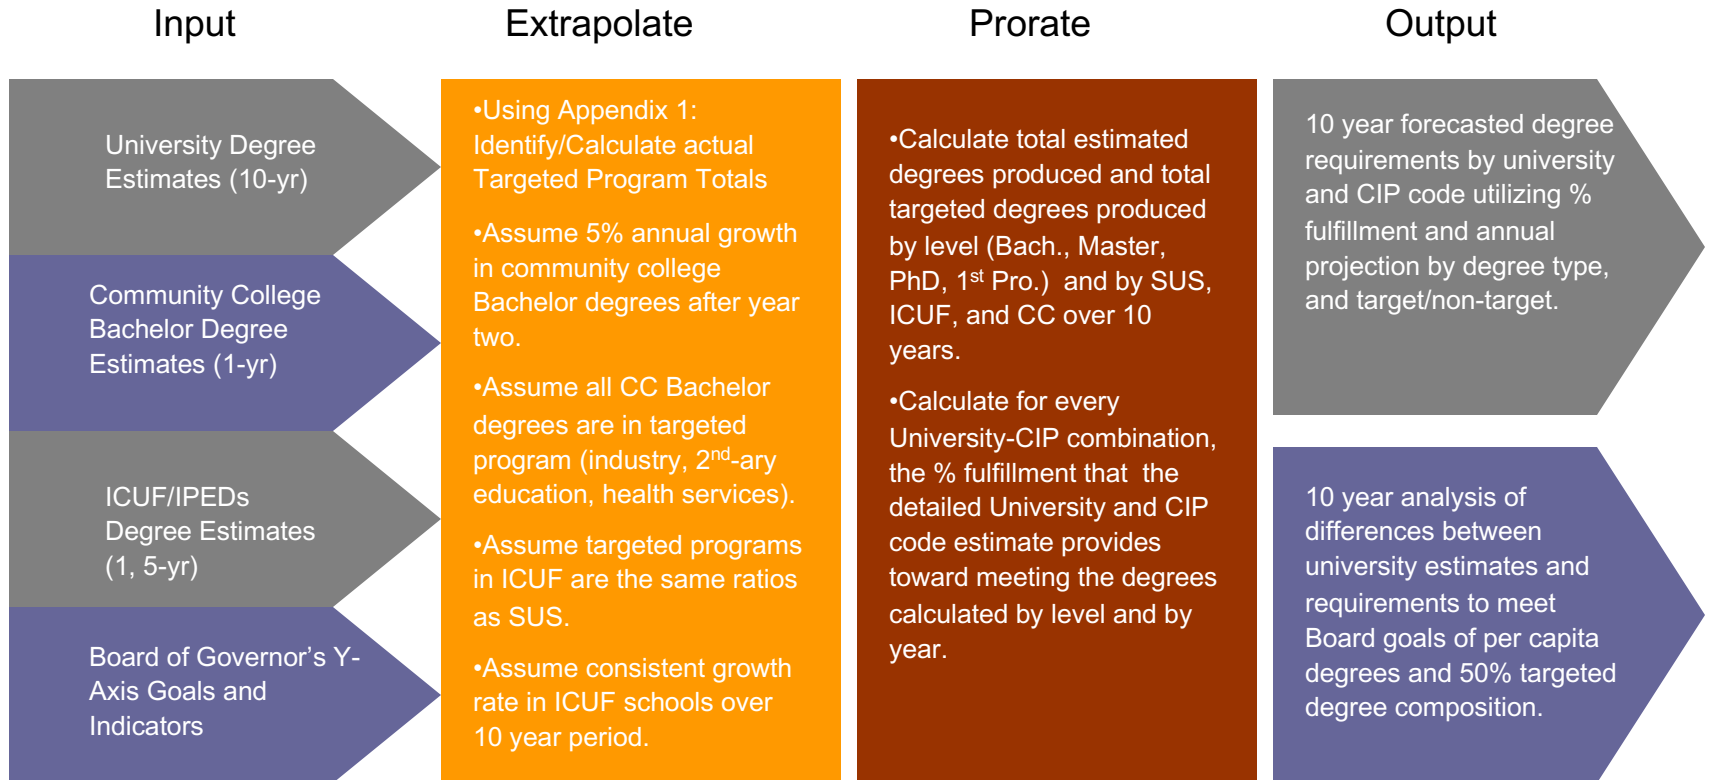 Input
Extrapolate
Prorate
Output
University Degree
Estimates (10-yr)
Community College
Bachelor Degree
Estimates (1-yr)
ICUF/IPEDs
Degree Estimates
(1, 5-yr)
Board of Governor’s Y-
Axis Goals and
Indicators
•Using Appendix 1:
Identify/Calculate actual
Targeted Program Totals
•Assume 5% annual growth
in community college
Bachelor degrees after year
two.
•Assume all CC Bachelor
degrees are in targeted
program (industry, 2nd-ary
education, health services).
•Assume targeted programs
in ICUF are the same ratios
as SUS.
•Assume consistent growth
rate in ICUF schools over
10 year period.
•Calculate total estimated
degrees produced and total
targeted degrees produced
by level (Bach., Master,
PhD, 1st Pro.)  and by SUS,
ICUF, and CC over 10
years.
•Calculate for every
University-CIP combination,
the % fulfillment that  the
detailed University and CIP
code estimate provides
toward meeting the degrees
calculated by level and by
year.
10 year forecasted degree
requirements by university
and CIP code utilizing %
fulfillment and annual
projection by degree type,
and target/non-target.
10 year analysis of
differences between
university estimates and
requirements to meet
Board goals of per capita
degrees and 50% targeted
degree composition.